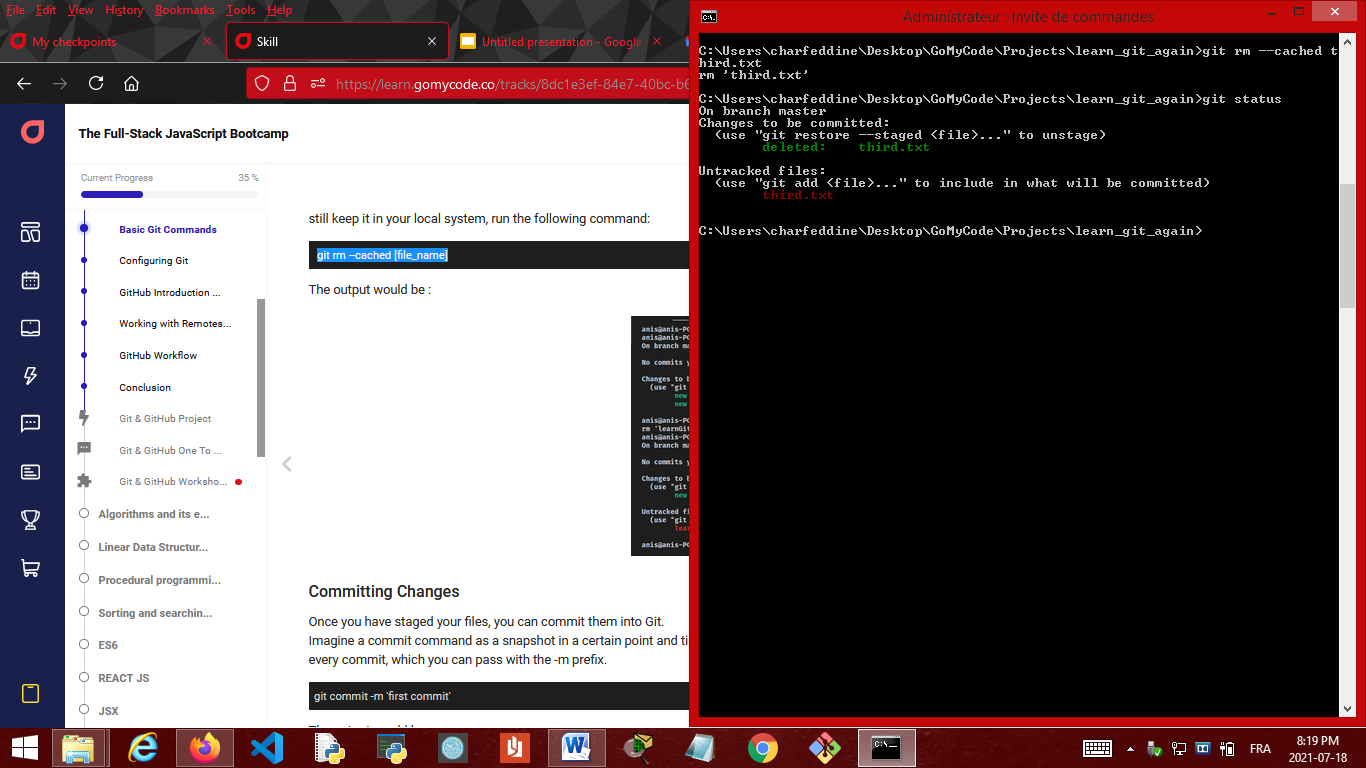 File Edit View History Bookmarks Tools Help
My checkpoints
Skill
Untitled presentation - Google
https://learn.gomycode.co/tracks/8dc1e3ef-84e7-40bc-b6
The Full-Stack JavaScript Bootcamp
Current Progress 35 %
Basic Git Commands
Configuring Git
GitHub Introduction ...
Working with Remotes...
GitHub Workflow
Conclusion
Git & GitHub Project
Git & GitHub One To ...
Git & GitHub Worksho...
Algorithms and its e...
Linear Data Structur...
Procedural programmi...
Sorting and searchin...
ES6
REACT JS
JSX
still keep it in your local system, run the following command:
git rm –cached [file_name]
The output would be :
anis@anis-P
anis@anis-P
On branch ma
No commits y
Changes to b
(use "git
new
new
anis@anis-P
rm 'learnGit
anis@anis-P
On branch ma
No commits y
Changes to b
(use "git
new
Untracked fi
(use "git
lear
anis@anis-P
Committing Changes
Once you have staged your files, you can commit them into Git.
Imagine a commit command as a snapshot in a certain point and ti
every commit, which you can pass with the -m prefix.
git commit -m 'first commit'
Administrateur : Invite de commandes
C:\Users\charfeddine\Desktop\GoMyCode\Projects\learn_git_again>git rm --cached t
hird.txt
rm 'third.txt'
C:\Users\charfeddine\Desktop\GoMyCode\Projects\learn_git_again>git status
On branch master
Changes to be committed:
(use "git restore --staged <file>..." to unstage)
deleted: third.txt
Untracked files:
(use "git add <file>..." to include in what will be committed)
third.txt
C:\Users\charfeddine\Desktop\GoMyCode\Projects\learn_git_again>
FRA
8:19 PM
2021-07-18